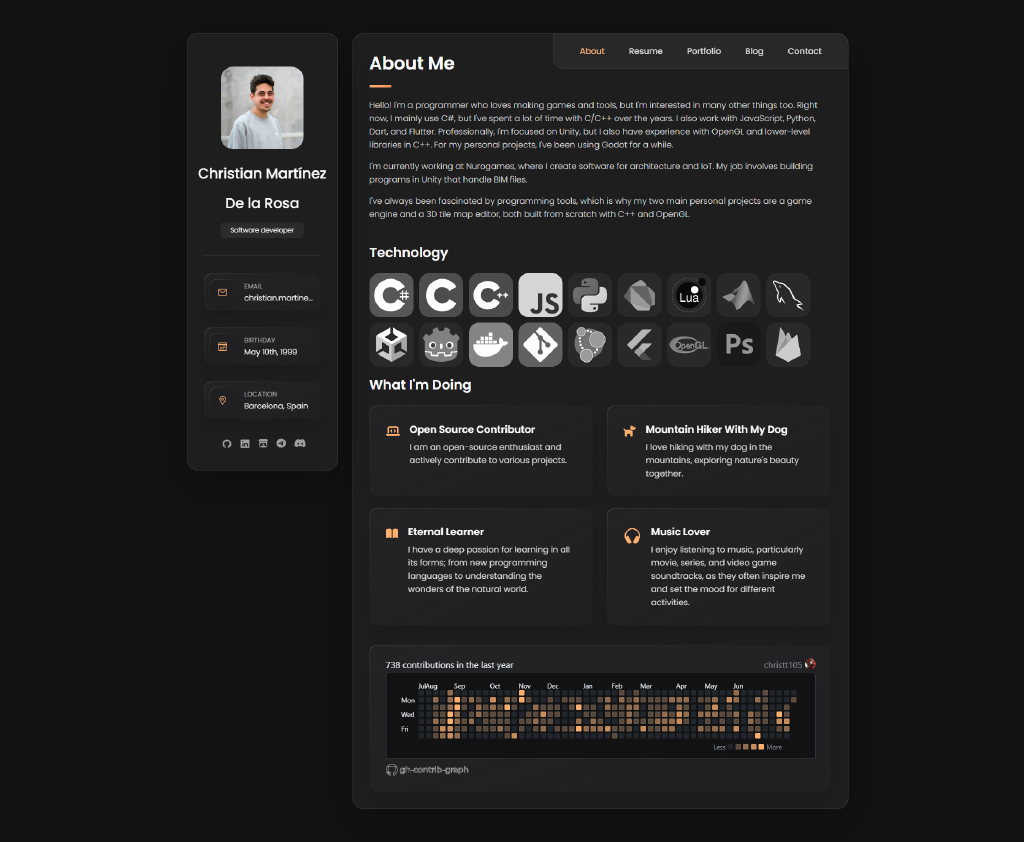 Christian Martínez
De la Rosa
Software developer
EMAIL
christian.martine...
BIRTHDAY
May 10th, 1999
LOCATION
Barcelona, Spain
About Resume Portfolio Blog Contact
About Me
Hello! I'm a programmer who loves making games and tools, but I'm interested in many other things too. Right
now, I mainly use C#, but I've spent a lot of time with C/C++ over the years. I also work with JavaScript, Python,
Dart, and Flutter. Professionally, I'm focused on Unity, but I also have experience with OpenGL and lower-level
libraries in C++. For my personal projects, I've been using Godot for a while.
I'm currently working at Nurogames, where I create software for architecture and IoT. My job involves building
programs in Unity that handle BIM files.
I've always been fascinated by programming tools, which is why my two main personal projects are a game
engine and a 3D tile map editor, both built from scratch with C++ and OpenGL.
Technology
C# C C++ JS Lua
OpenGL Ps
What I'm Doing
Open Source Contributor
I am an open-source enthusiast and
actively contribute to various projects.
Mountain Hiker With My Dog
I love hiking with my dog in the
mountains, exploring nature's beauty
together.
Eternal Learner
I have a deep passion for learning in all
its forms; from new programming
languages to understanding the
wonders of the natural world.
Music Lover
I enjoy listening to music, particularly
movie, series, and video game
soundtracks, as they often inspire me
and set the mood for different
activities.
738 contributions in the last year christt105
JulAug Sep Oct Nov Dec Jan Feb Mar Apr May Jun
Mon
Wed
Fri
Less More
gh-contrib-graph